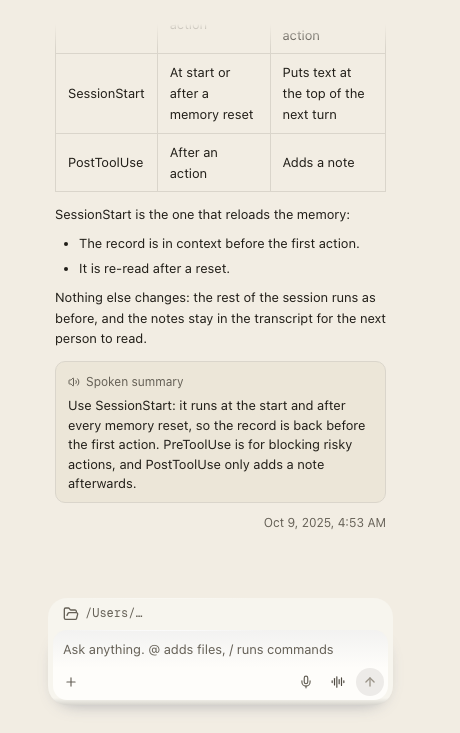 action
action
SessionStart
At start or
after a
memory reset
Puts text at
the top of the
next turn
PostToolUse
After an
action
Adds a note
SessionStart is the one that reloads the memory:
• The record is in context before the first action.
• It is re-read after a reset.
Nothing else changes: the rest of the session runs as
before, and the notes stay in the transcript for the next
person to read.
Spoken summary
Use SessionStart: it runs at the start and after
every memory reset, so the record is back before
the first action. PreToolUse is for blocking risky
actions, and PostToolUse only adds a note
afterwards.
Oct 9, 2025, 4:53 AM
/Users/…
Ask anything. @ adds files, / runs commands